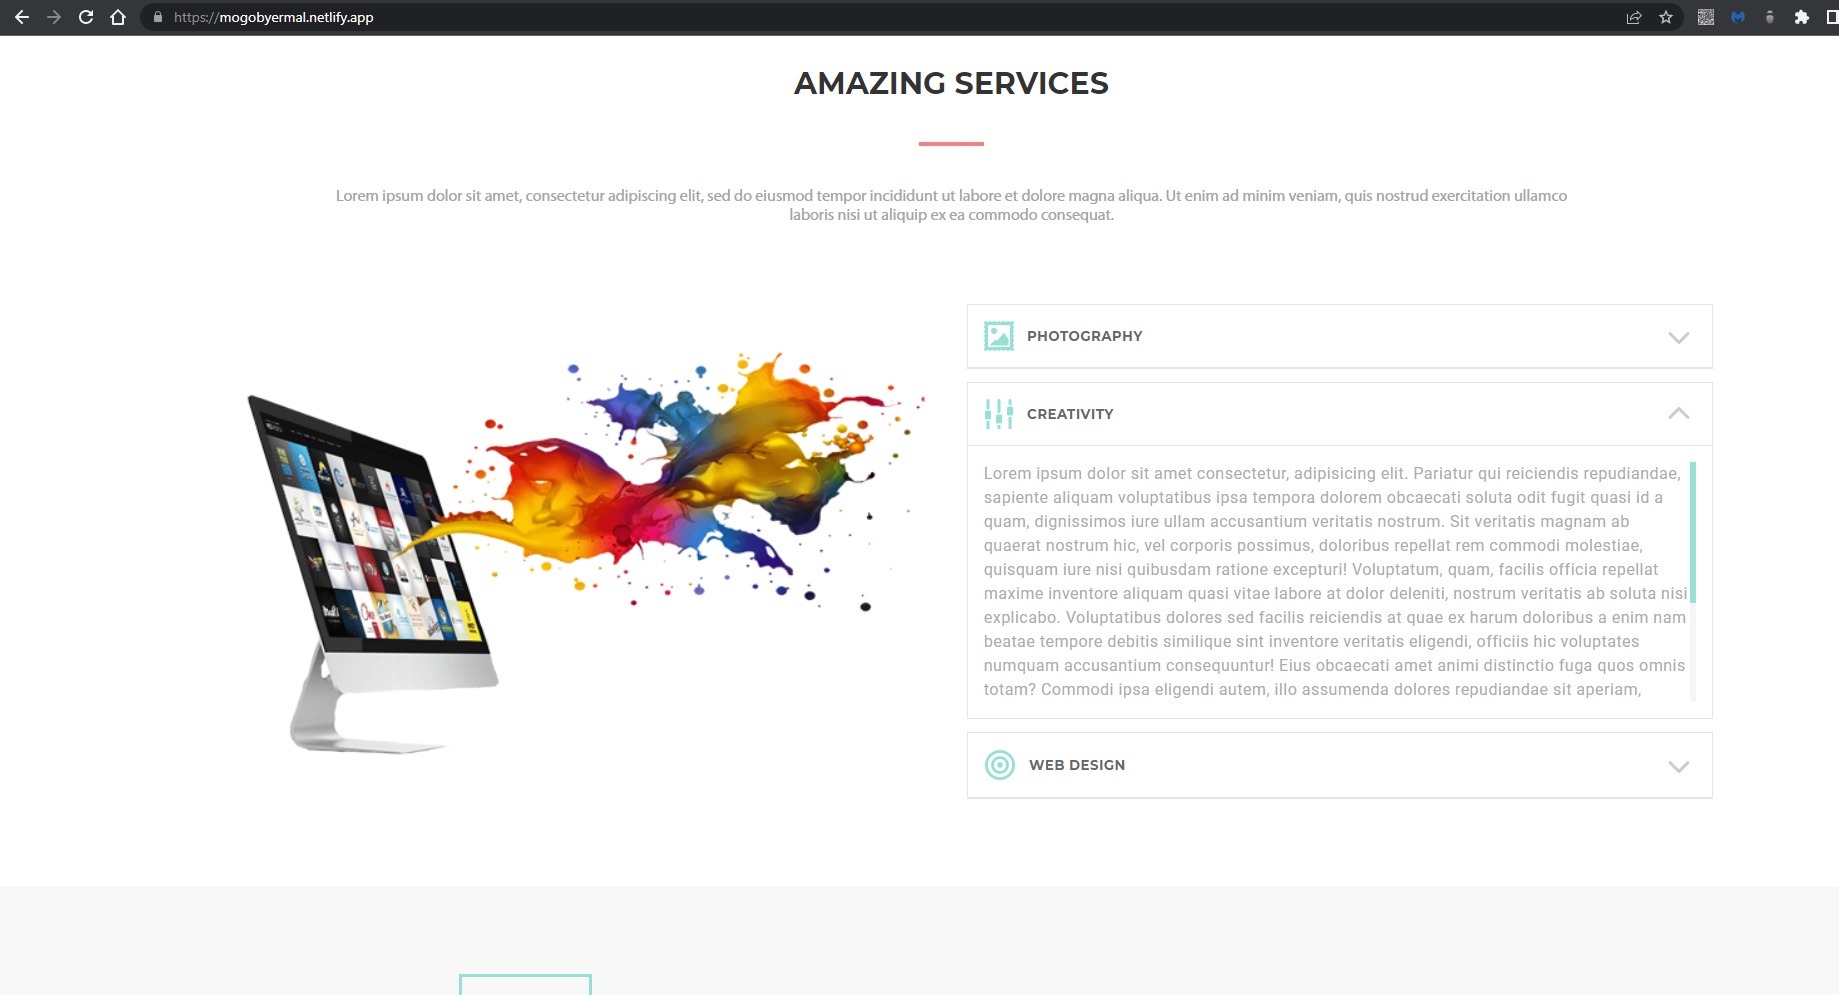 https://mogobyermal.netlify.app
AMAZING SERVICES
Lorem ipsum dolor sit amet, consectetur adipiscing elit, sed do eiusmod tempor incididunt ut labore et dolore magna aliqua. Ut enim ad minim veniam, quis nostrud exercitation ullamco
laboris nisi ut aliquip ex ea commodo consequat.
PHOTOGRAPHY
CREATIVITY
Lorem ipsum dolor sit amet consectetur, adipisicing elit. Pariatur qui reiciendis repudiandae,
sapiente aliquam voluptatibus ipsa tempora dolorem obcaecati soluta odit fugit quasi id a
quam, dignissimos iure ullam accusantium veritatis nostrum. Sit veritatis magnam ab
quaerat nostrum hic, vel corporis possimus, doloribus repellat rem commodi molestiae,
quisquam iure nisi quibusdam ratione excepturi! Voluptatum, quam, facilis officia repellat
maxime inventore aliquam quasi vitae labore at dolor deleniti, nostrum veritatis ab soluta nisi
explicabo. Voluptatibus dolores sed facilis reiciendis at quae ex harum doloribus a enim nam
beatae tempore debitis similique sint inventore veritatis eligendi, officiis hic voluptates
numquam accusantium consequuntur! Eius obcaecati amet animi distinctio fuga quos omnis
totam? Commodi ipsa eligendi autem, illo assumenda dolores repudiandae sit aperiam,
WEB DESIGN